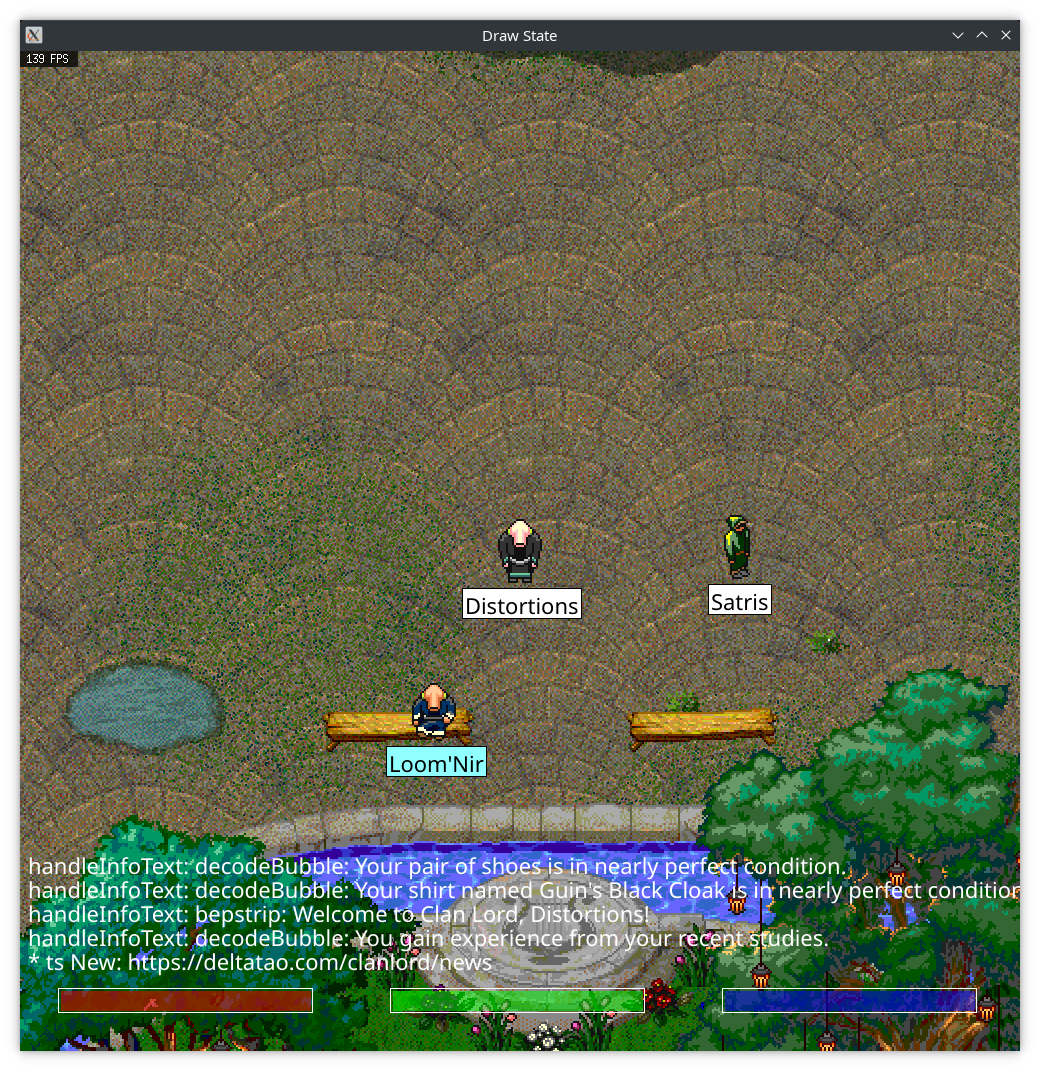 Draw State
139 FPS
Distortions
Satris
Loom'Nir
handleInfoText: decodeBubble: Your pair of shoes is in nearly perfect condition.
handleInfoText: decodeBubble: Your shirt named Guin's Black Cloak is in nearly perfect condition
handleInfoText: bepstrip: Welcome to Clan Lord, Distortions!
handleInfoText: decodeBubble: You gain experience from your recent studies.
* ts New: https://deltatao.com/clanlord/news